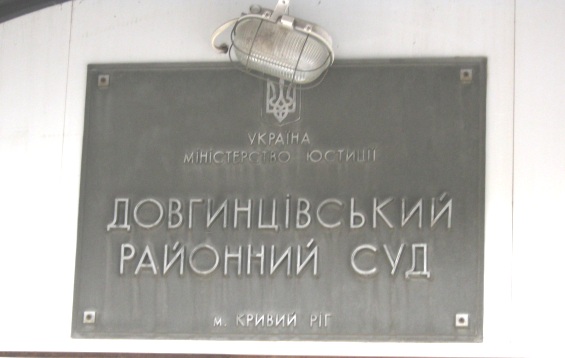 УКРАЇНА
МІНІСТЕРСТВО ЮСТИЦІЇ
ДОВГИНЦІВСЬКИЙ
РАЙОННИЙ СУД
м. КРИВИЙ РІГ